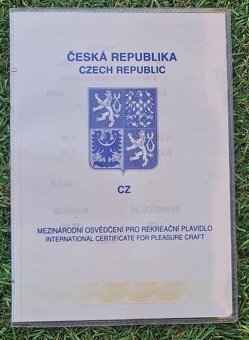 ČESKÁ REPUBLIKA
CZECH REPUBLIC
CZ
MEZINÁRODNÍ OSVĚDČENÍ PRO REKREAČNÍ PLAVIDLO
INTERNATIONAL CERTIFICATE FOR PLEASURE CRAFT